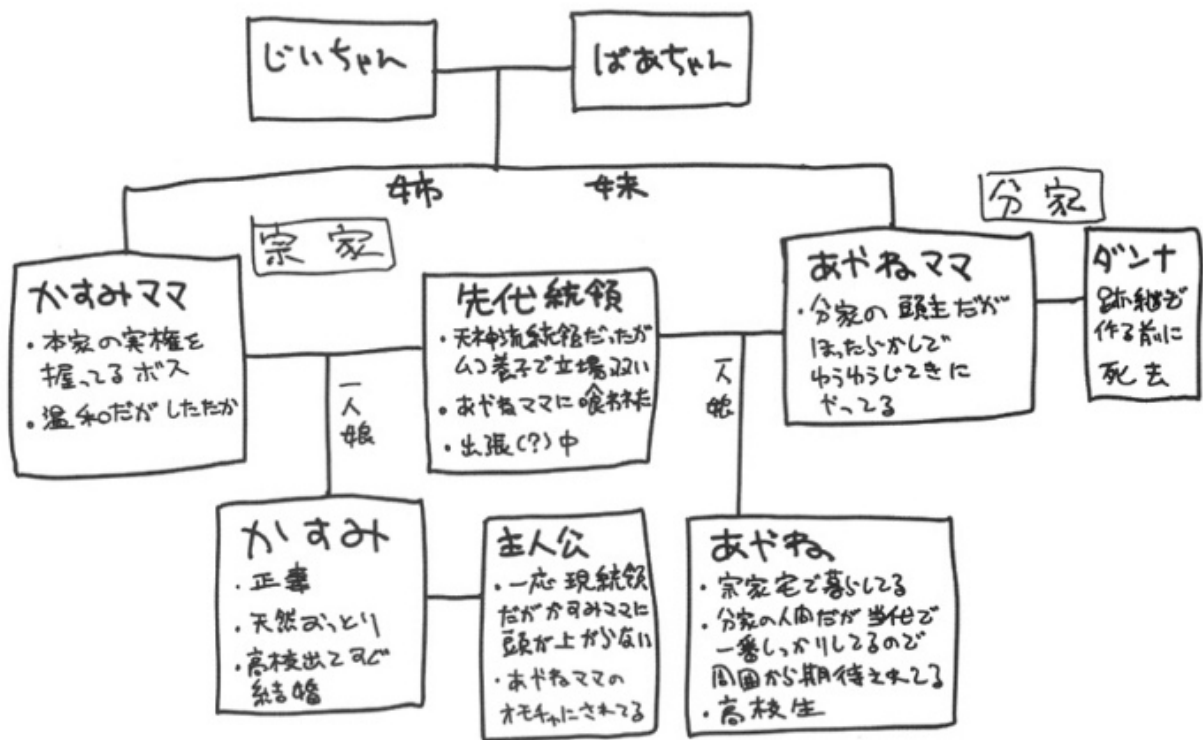 じいちゃん
ばあちゃん
姉
妹
宗家
分家
かすみママ
・本家の実権を
握ってるボス
・温和だがしたたか
先代統領
・天神流統領だったが
ムコ養子で立場弱い
・あやねママに喰われた
・出張(?)中
あやねママ
・分家の頭主だが
ほったらかしで
ゆうゆうじてきに
やってる
ダンナ
跡継ぎ
作る前に
死去
一人娘
一人娘
かすみ
・正妻
・天然おっとり
・高校出てすぐ
結婚
主人公
・一応現統領
だがかすみママに
頭が上がらない
・あやねママの
オモチャにされてる
あやね
・宗家宅で暮らしてる
・分家の人間だが当代で
一番しっかりしてるので
周囲から期待されてる
・高校生